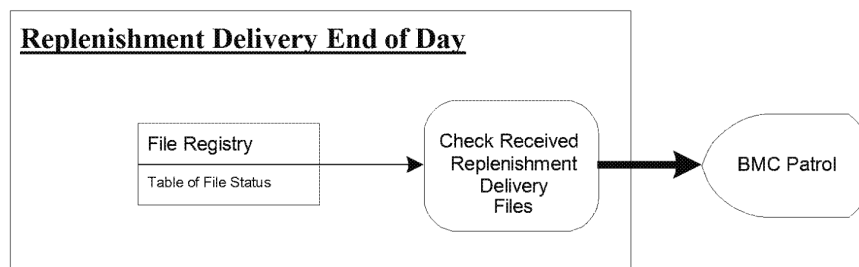 Replenishment Delivery End of Day
File Registry
Table of File Status
Check Received
Replenishment
Delivery
Files
BMC Patrol